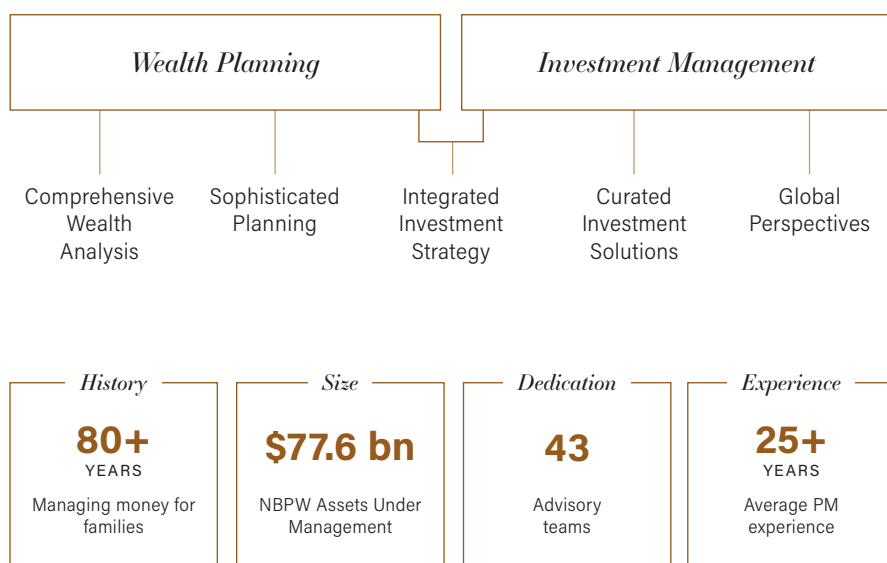 Wealth Planning
Investment Management
Comprehensive
Wealth
Analysis
Sophisticated
Planning
Integrated
Investment
Strategy
Curated
Investment
Solutions
Global
Perspectives
History
80+
YEARS
Managing money for
families
Size
$77.6 bn
NBPW Assets Under
Management
Dedication
43
Advisory
teams
Experience
25+
YEARS
Average PM
experience